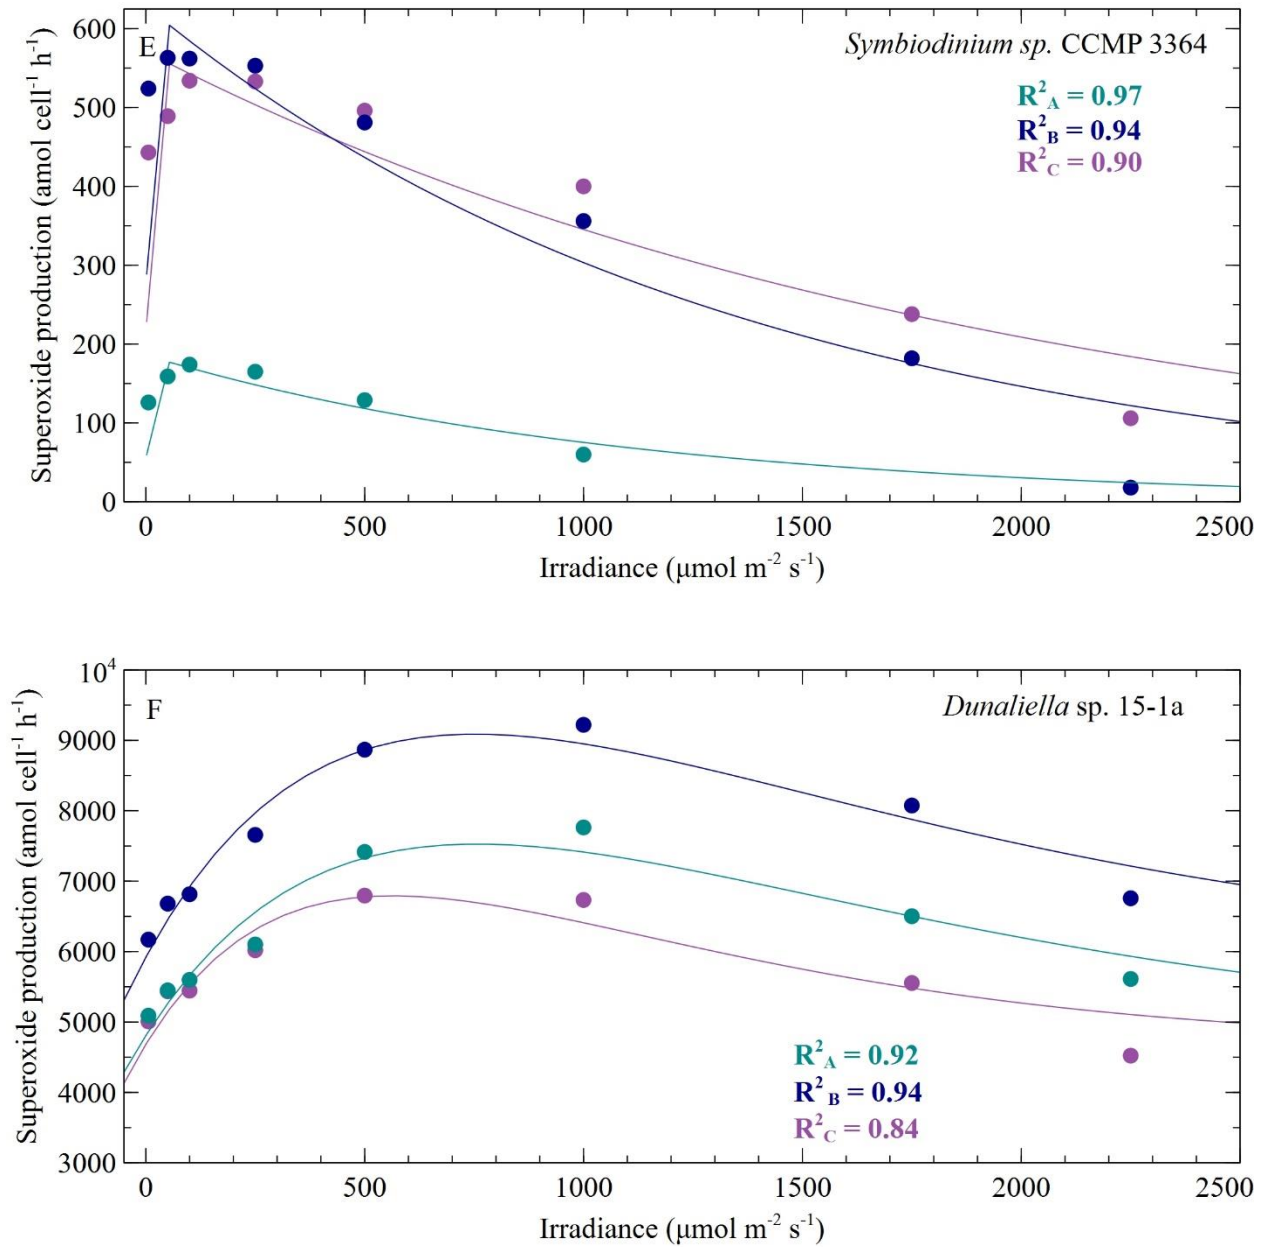 E
Symbiodinium sp. CCMP 3364
R²A = 0.97
R²B = 0.94
R²C = 0.90
Superoxide production (amol cell⁻¹ h⁻¹)
600
500
400
300
200
100
0
0 500 1000 1500 2000 2500
Irradiance (μmol m⁻² s⁻¹)
F
Dunaliella sp. 15-1a
Superoxide production (amol cell⁻¹ h⁻¹)
10⁴
9000
8000
7000
6000
5000
4000
3000
R²A = 0.92
R²B = 0.94
R²C = 0.84
0 500 1000 1500 2000 2500
Irradiance (μmol m⁻² s⁻¹)